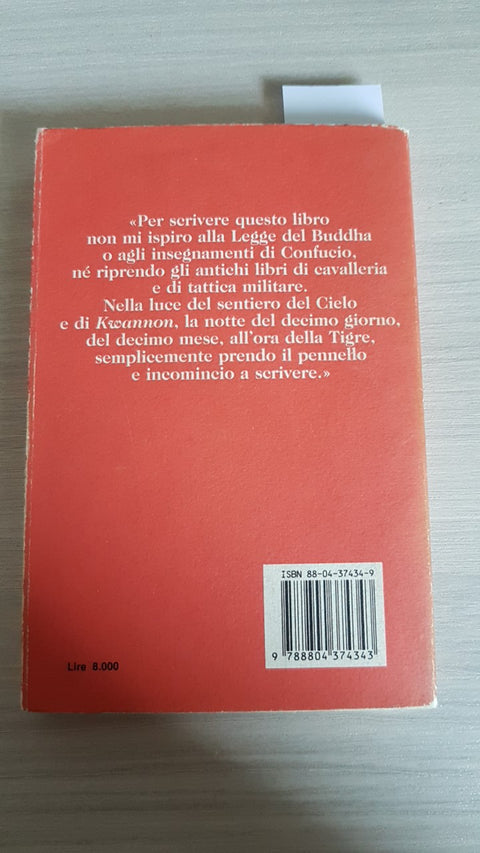 «Per scrivere questo libro
non mi ispiro alla Legge del Buddha
o agli insegnamenti di Confucio,
né riprendo gli antichi libri di cavalleria
e di tattica militare.
Nella luce del sentiero del Cielo
e di Kwannon, la notte del decimo giorno,
del decimo mese, all'ora della Tigre,
semplicemente prendo il pennello
e incomincio a scrivere.»
ISBN 88-04-37434-9
9 788804 374343
Lire 8.000